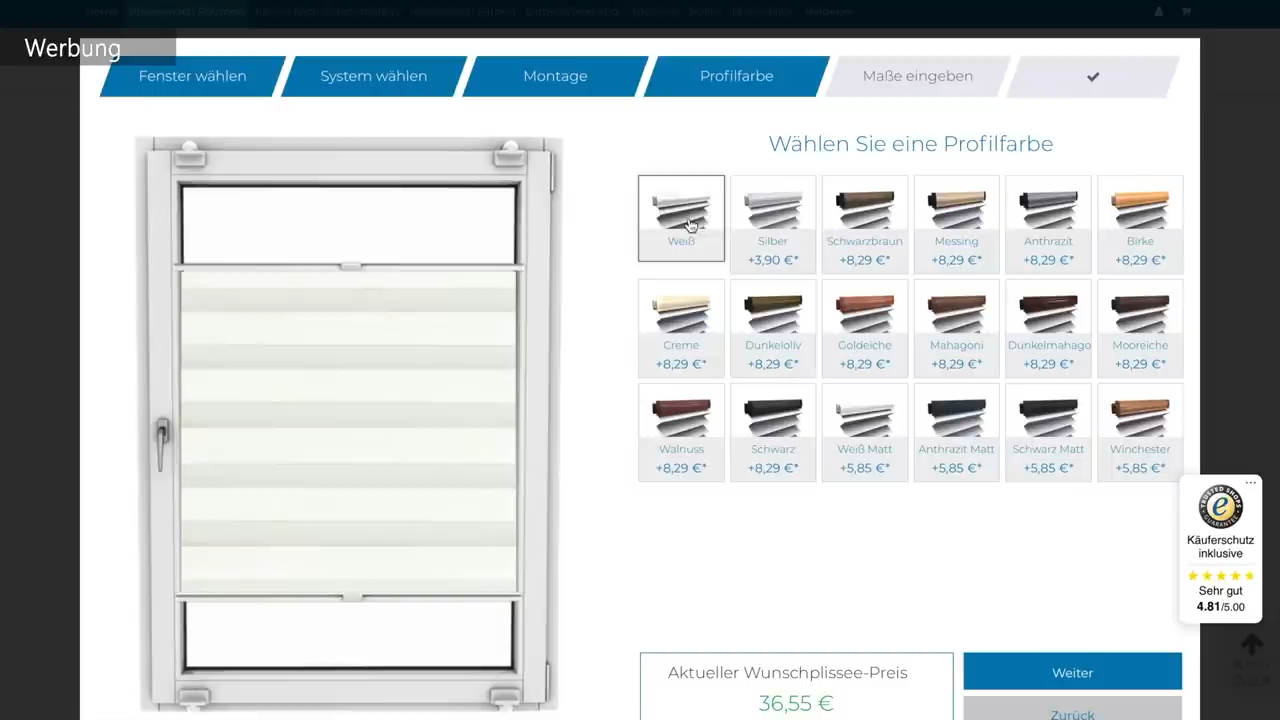 Werbung
Fenster wählen
System wählen
Montage
Profilfarbe
Maße eingeben
Wählen Sie eine Profilfarbe
Weiß
Silber
Schwarzbraun
Messing
Anthrazit
Birke
+3,90 €*
+8,29 €*
+8,29 €*
+8,29 €*
+8,29 €*
Creme
Dunkeloliv
Goldeiche
Mahagoni
Dunkelmahago
Mooreiche
+8,29 €*
+8,29 €*
+8,29 €*
+8,29 €*
+8,29 €*
+8,29 €*
Walnuss
Schwarz
Weiß Matt
Anthrazit Matt
Schwarz Matt
Winchester
+8,29 €*
+8,29 €*
+5,85 €*
+5,85 €*
+5,85 €*
+5,85 €*
TRUSTED SHOPS
e
GUARANTEE
Käuferschutz
inklusive
Sehr gut
4.81/5.00
Aktueller Wunschplissee-Preis
36,55 €
Weiter
Zurück